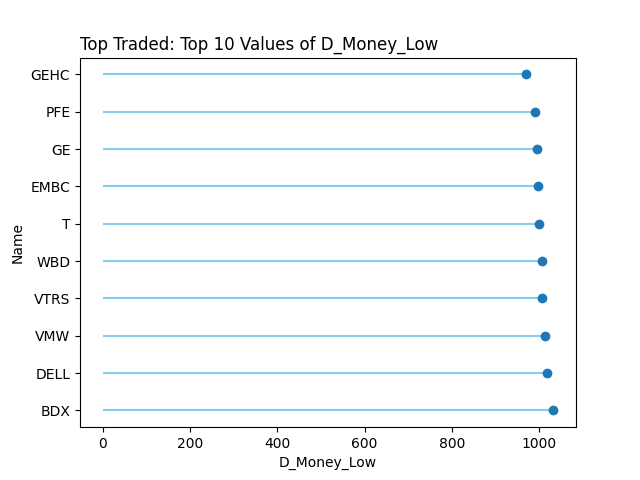 Top Traded: Top 10 Values of D_Money_Low
GEHC
PFE
GE
EMBC
T
WBD
VTRS
VMW
DELL
BDX
Name
0 200 400 600 800 1000
D_Money_Low